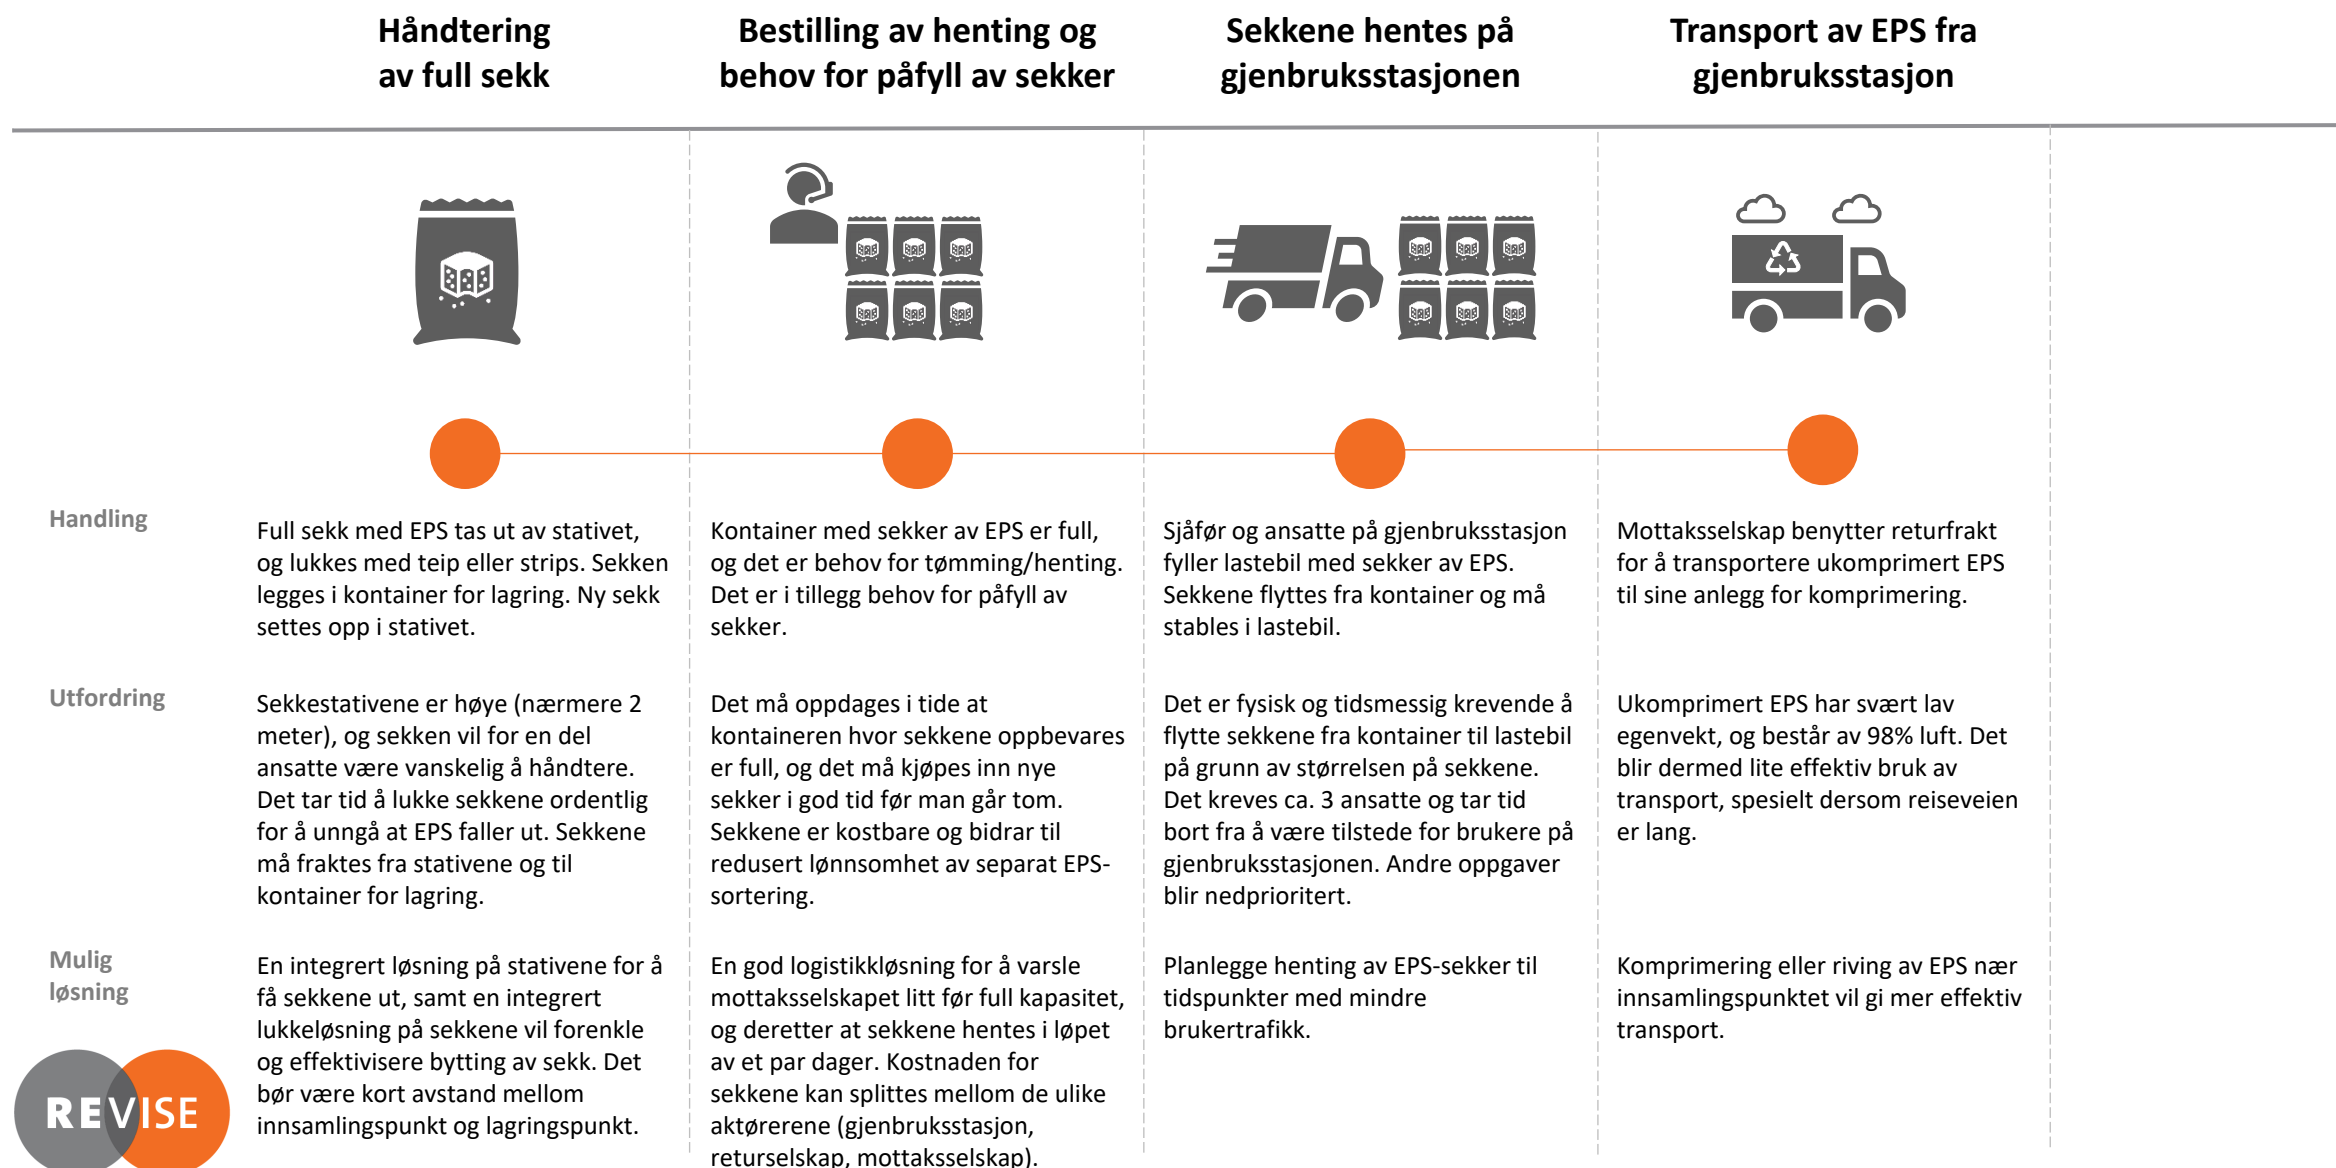 Håndtering
av full sekk
Bestilling av henting og
behov for påfyll av sekker
Sekkene hentes på
gjenbruksstasjonen
Transport av EPS fra
gjenbruksstasjon
Handling
Full sekk med EPS tas ut av stativet,
og lukkes med teip eller strips. Sekken
legges i kontainer for lagring. Ny sekk
settes opp i stativet.
Kontainer med sekker av EPS er full,
og det er behov for tømming/henting.
Det er i tillegg behov for påfyll av
sekker.
Sjåfør og ansatte på gjenbruksstasjon
fyller lastebil med sekker av EPS.
Sekkene flyttes fra kontainer og må
stables i lastebil.
Mottaksselskap benytter returfrakt
for å transportere ukomprimert EPS
til sine anlegg for komprimering.
Utfordring
Sekkestativene er høye (nærmere 2
meter), og sekken vil for en del
ansatte være vanskelig å håndtere.
Det tar tid å lukke sekkene ordentlig
for å unngå at EPS faller ut. Sekkene
må fraktes fra stativene og til
kontainer for lagring.
Det må oppdages i tide at
kontaineren hvor sekkene oppbevares
er full, og det må kjøpes inn nye
sekker i god tid før man går tom.
Sekkene er kostbare og bidrar til
redusert lønnsomhet av separat EPS-
sortering.
Det er fysisk og tidsmessig krevende å
flytte sekkene fra kontainer til lastebil
på grunn av størrelsen på sekkene.
Det kreves ca. 3 ansatte og tar tid
bort fra å være tilstede for brukere på
gjenbruksstasjonen. Andre oppgaver
blir nedprioritert.
Ukomprimert EPS har svært lav
egenvekt, og består av 98% luft. Det
blir dermed lite effektiv bruk av
transport, spesielt dersom reiseveien
er lang.
Mulig
løsning
En integrert løsning på stativene for å
få sekkene ut, samt en integrert
lukkeløsning på sekkene vil forenkle
og effektivisere bytting av sekk. Det
bør være kort avstand mellom
innsamlingspunkt og lagringspunkt.
En god logistikkløsning for å varsle
mottaksselskapet litt før full kapasitet,
og deretter at sekkene hentes i løpet
av et par dager. Kostnaden for
sekkene kan splittes mellom de ulike
aktørerene (gjenbruksstasjon,
returselskap, mottaksselskap).
Planlegge henting av EPS-sekker til
tidspunkter med mindre
brukertrafikk.
Komprimering eller riving av EPS nær
innsamlingspunktet vil gi mer effektiv
transport.
REVISE